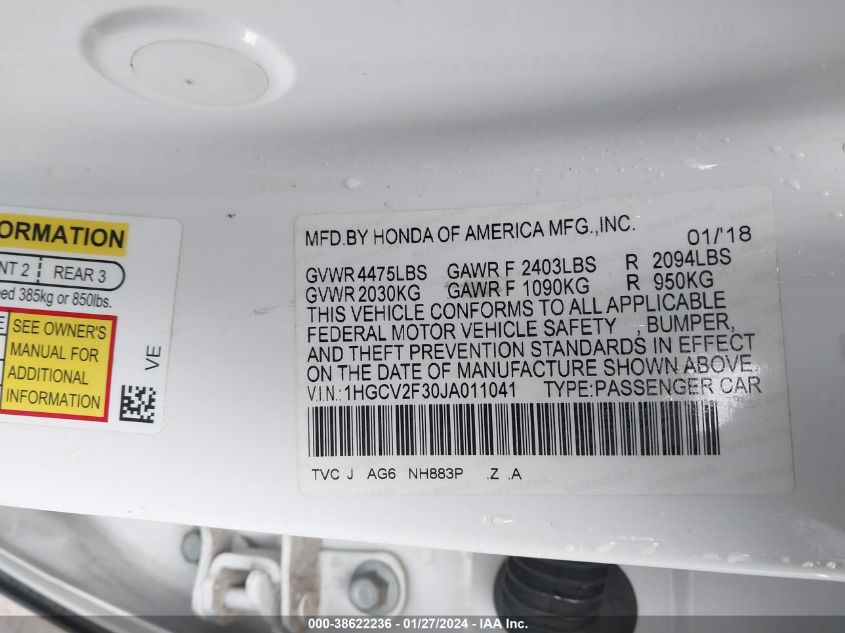 ORMATION
NT 2 REAR 3
ed 385kg or 850lbs.
SEE OWNER'S
MANUAL FOR
ADDITIONAL
INFORMATION
VE
MFD.BY HONDA OF AMERICA MFG.,INC. 01/'18
GVWR 4475LBS GAWR F 2403LBS R 2094LBS
GVWR 2030KG GAWR F 1090KG R 950KG
THIS VEHICLE CONFORMS TO ALL APPLICABLE
FEDERAL MOTOR VEHICLE SAFETY , BUMPER,
AND THEFT PREVENTION STANDARDS IN EFFECT
ON THE DATE OF MANUFACTURE SHOWN ABOVE.
V.I.N.:1HGCV2F30JA011041 TYPE:PASSENGER CAR
TVC J AG6 NH883P .Z .A
000-38622236 - 01/27/2024 - IAA Inc.